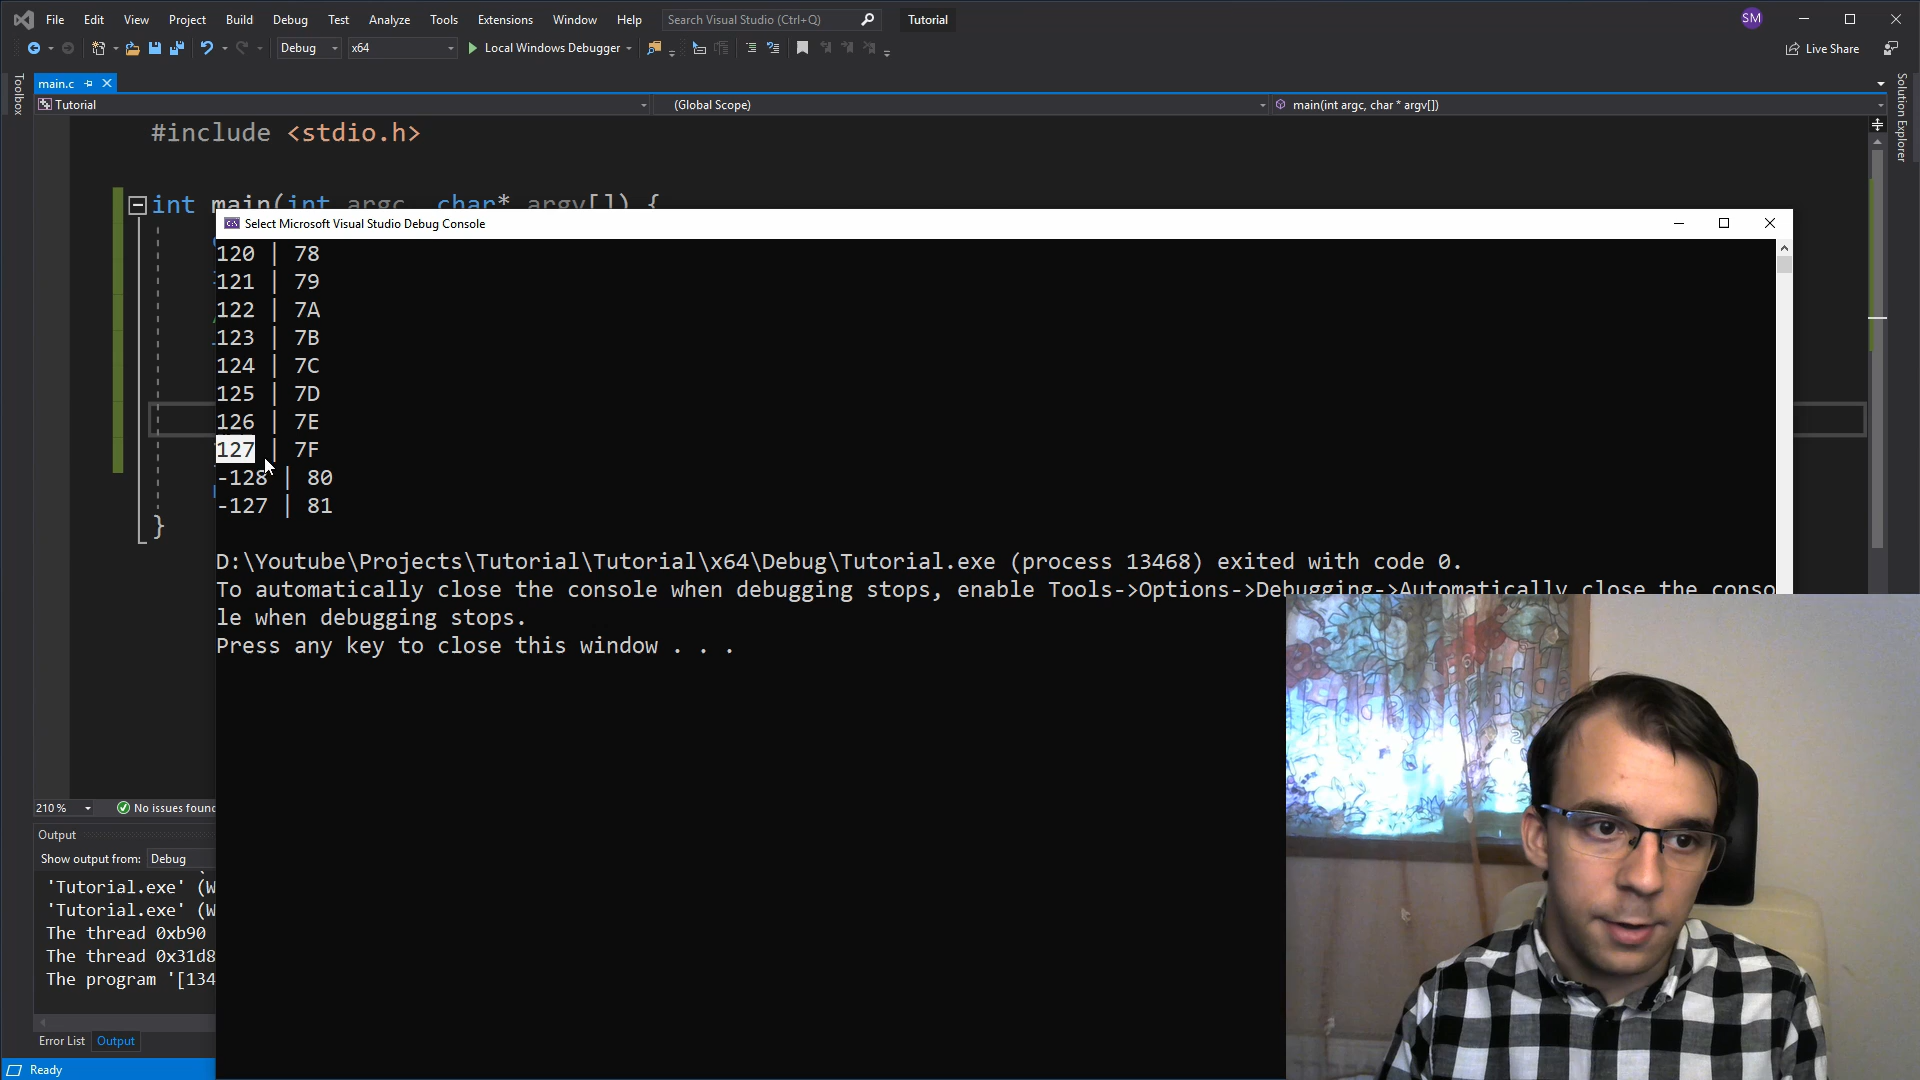 File Edit View Project Build Debug Test Analyze Tools Extensions Window Help Search Visual Studio (Ctrl+Q) Tutorial SM
Debug x64 Local Windows Debugger Live Share
Toolbox
main.c
Solution Explorer
Tutorial (Global Scope) main(int argc, char * argv[])
#include <stdio.h>
int main(int argc, char* argv[]) {
Select Microsoft Visual Studio Debug Console
120 | 78
121 | 79
122 | 7A
123 | 7B
124 | 7C
125 | 7D
126 | 7E
127 | 7F
-128 | 80
-127 | 81
}
D:\Youtube\Projects\Tutorial\Tutorial\x64\Debug\Tutorial.exe (process 13468) exited with code 0.
To automatically close the console when debugging stops, enable Tools->Options->Debugging->Automatically close the conso
le when debugging stops.
Press any key to close this window . . .
210 % No issues found
Output
Show output from: Debug
'Tutorial.exe' (W
'Tutorial.exe' (W
The thread 0xb90
The thread 0x31d8
The program '[134
Error List Output
Ready